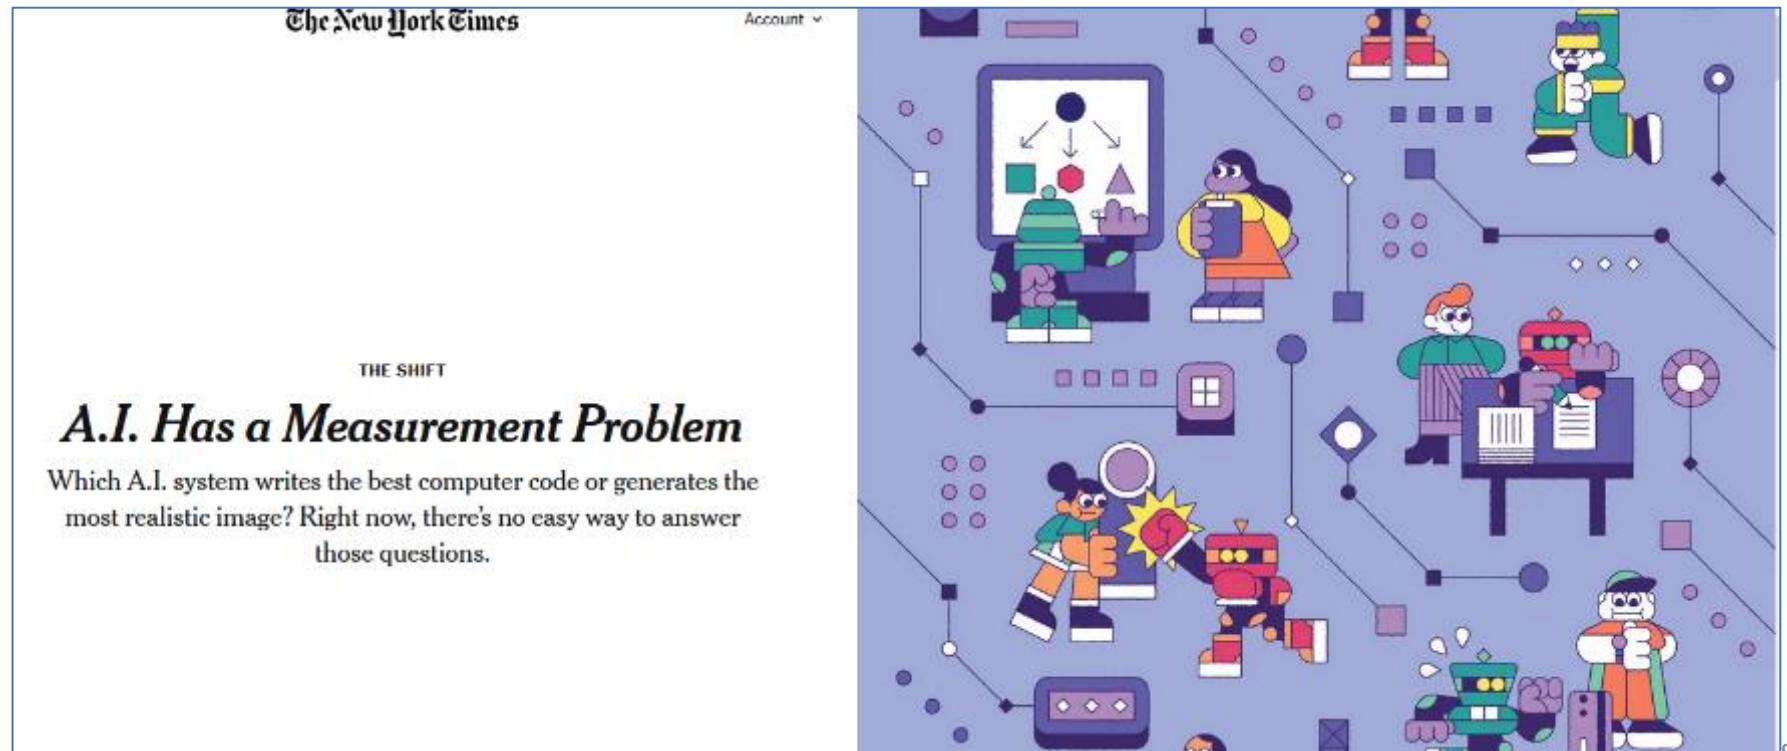 The New York Times
Account
THE SHIFT
A.I. Has a Measurement Problem
Which A.I. system writes the best computer code or generates the
most realistic image? Right now, there's no easy way to answer
those questions.